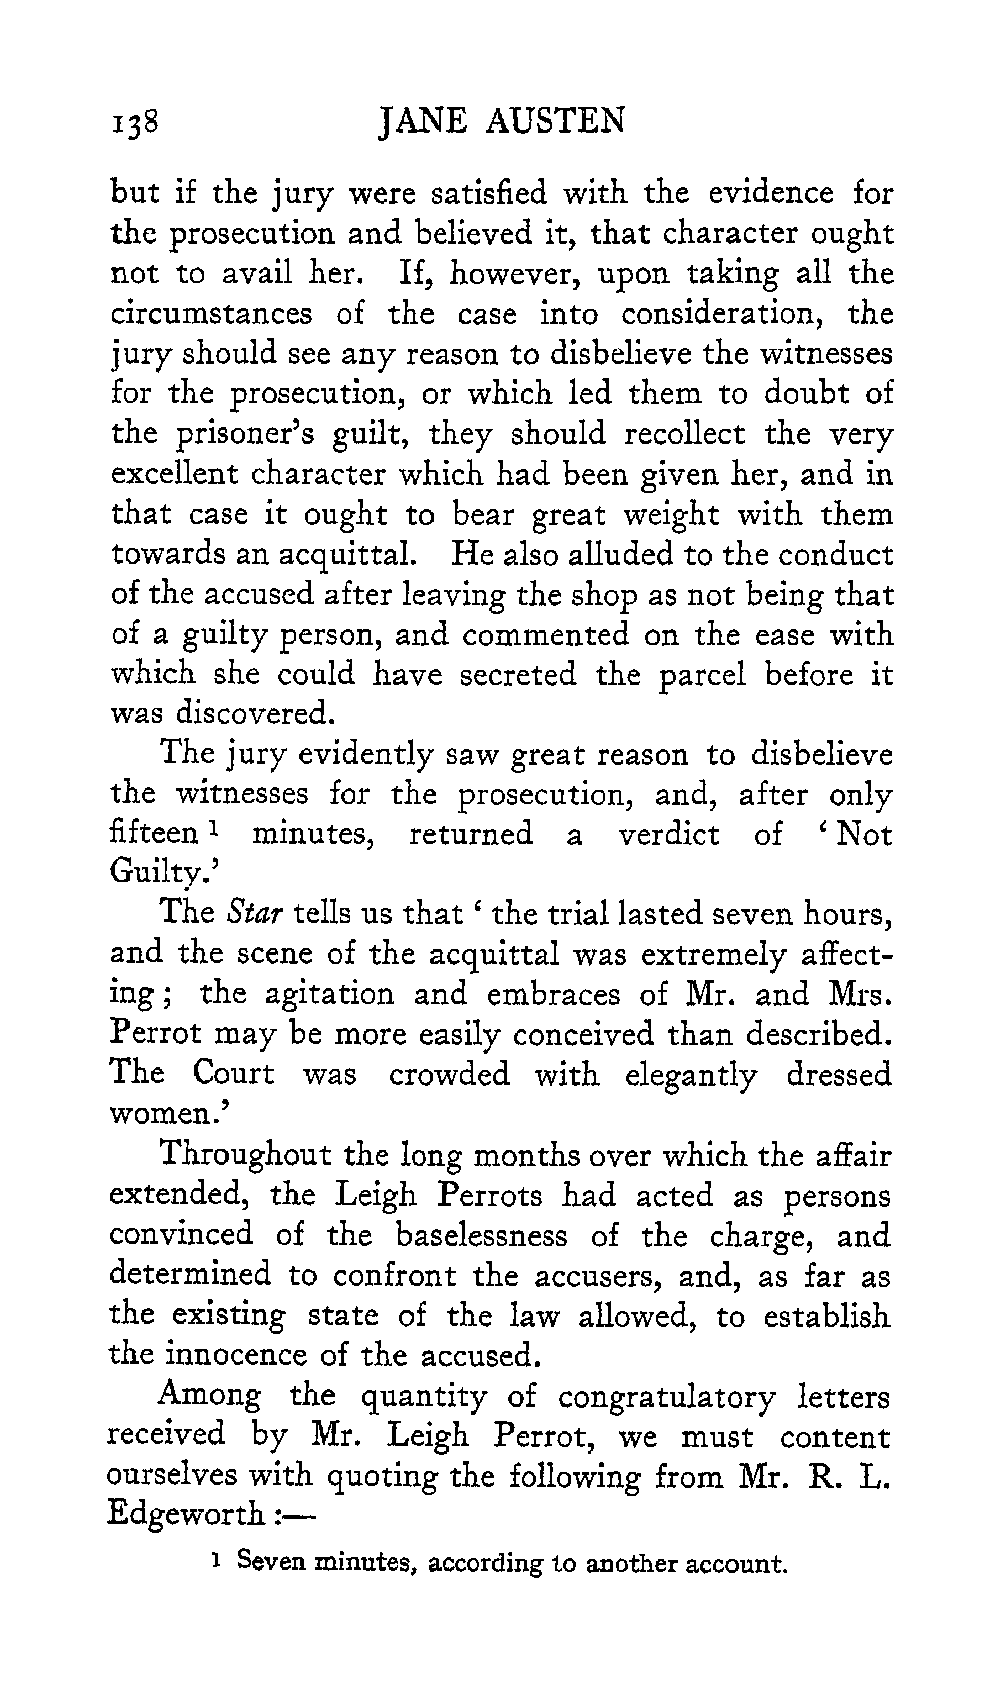 138 JANE AUSTEN
but if the jury were satisfied with the evidence for
the prosecution and believed it, that character ought
not to avail her. If, however, upon taking all the
circumstances of the case into consideration, the
jury should see any reason to disbelieve the witnesses
for the prosecution, or which led them to doubt of
the prisoner's guilt, they should recollect the very
excellent character which had been given her, and in
that case it ought to bear great weight with them
towards an acquittal. He also alluded to the conduct
of the accused after leaving the shop as not being that
of a guilty person, and commented on the ease with
which she could have secreted the parcel before it
was discovered.
The jury evidently saw great reason to disbelieve
the witnesses for the prosecution, and, after only
fifteen¹ minutes, returned a verdict of ‘Not
Guilty.’
The Star tells us that ‘the trial lasted seven hours,
and the scene of the acquittal was extremely affect-
ing; the agitation and embraces of Mr. and Mrs.
Perrot may be more easily conceived than described.
The Court was crowded with elegantly dressed
women.’
Throughout the long months over which the affair
extended, the Leigh Perrots had acted as persons
convinced of the baselessness of the charge, and
determined to confront the accusers, and, as far as
the existing state of the law allowed, to establish
the innocence of the accused.
Among the quantity of congratulatory letters
received by Mr. Leigh Perrot, we must content
ourselves with quoting the following from Mr. R. L.
Edgeworth:—
1 Seven minutes, according to another account.